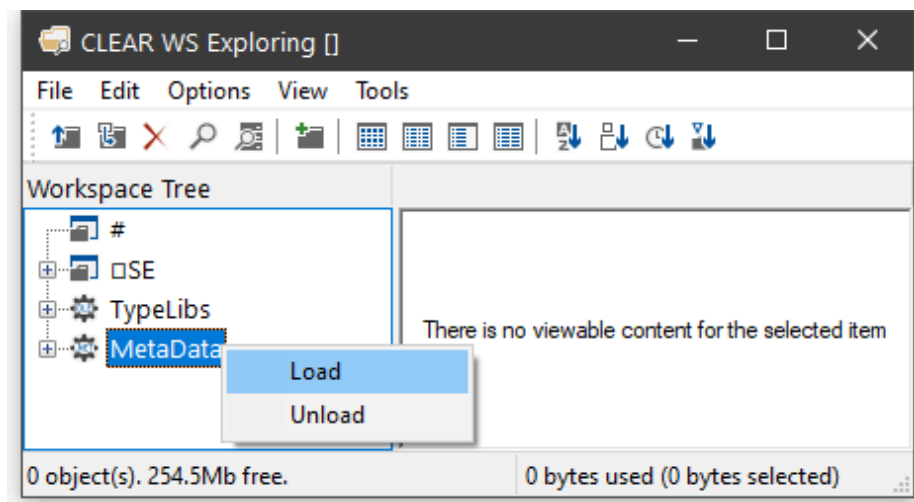 CLEAR WS Exploring []
File Edit Options View Tools
Workspace Tree
#
⎕SE
TypeLibs
MetaData
There is no viewable content for the selected item
Load
Unload
0 object(s). 254.5Mb free.
0 bytes used (0 bytes selected)